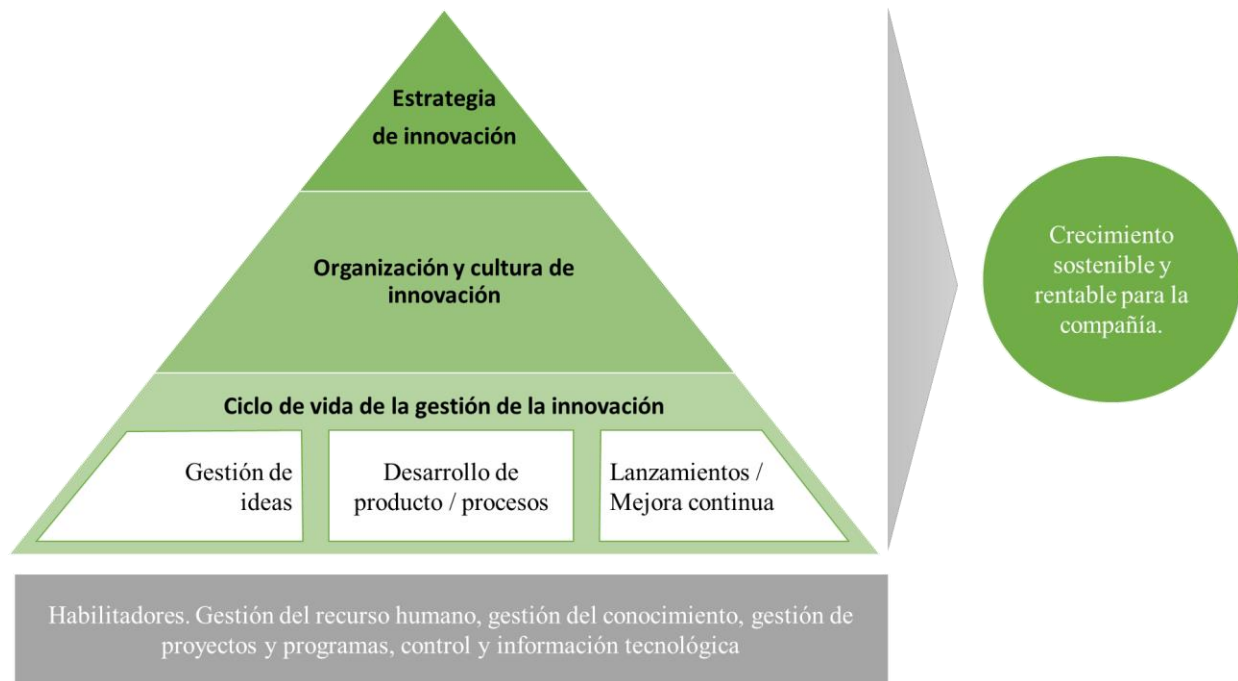 Estrategia
de innovación
Organización y cultura de
innovación
Ciclo de vida de la gestión de la innovación
Gestión de
ideas
Desarrollo de
producto / procesos
Lanzamientos /
Mejora continua
Habilitadores. Gestión del recurso humano, gestión del conocimiento, gestión de
proyectos y programas, control y información tecnológica
Crecimiento
sostenible y
rentable para la
compañía.